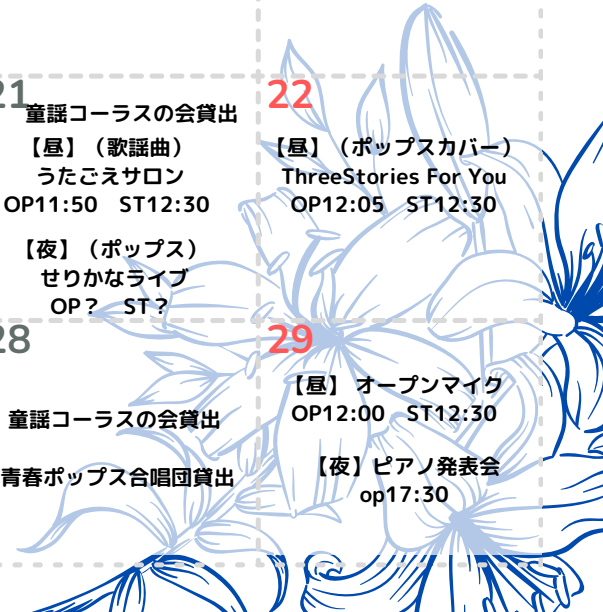 21
童謡コーラスの会貸出
【昼】（歌謡曲）
うたごえサロン
OP11:50　ST12:30
【夜】（ポップス）
せりかなライブ
OP？　ST？
22
【昼】（ポップスカバー）
ThreeStories For You
OP12:05　ST12:30
28
童謡コーラスの会貸出
青春ポップス合唱団貸出
29
【昼】 オープンマイク
OP12:00　ST12:30
【夜】ピアノ発表会
op17:30